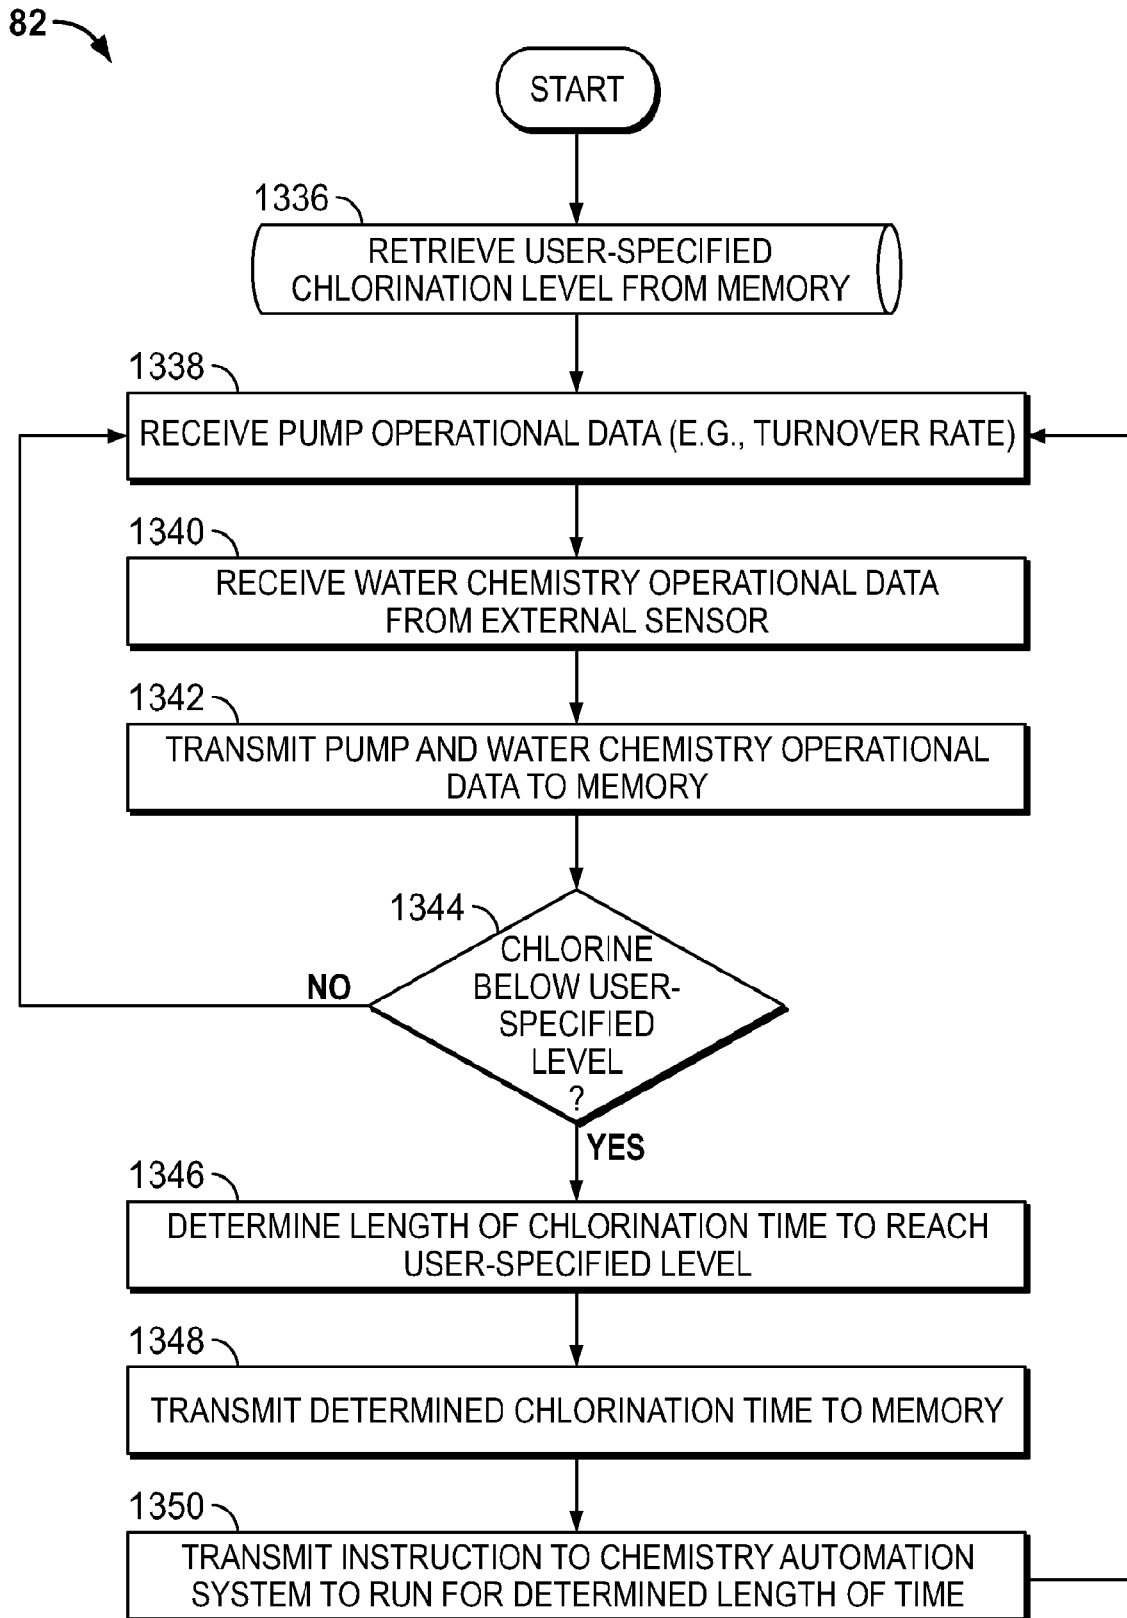 82
START
1336
RETRIEVE USER-SPECIFIED
CHLORINATION LEVEL FROM MEMORY
1338
RECEIVE PUMP OPERATIONAL DATA (E.G., TURNOVER RATE)
1340
RECEIVE WATER CHEMISTRY OPERATIONAL DATA
FROM EXTERNAL SENSOR
1342
TRANSMIT PUMP AND WATER CHEMISTRY OPERATIONAL
DATA TO MEMORY
1344
CHLORINE
BELOW USER-
SPECIFIED
LEVEL
?
NO
YES
1346
DETERMINE LENGTH OF CHLORINATION TIME TO REACH
USER-SPECIFIED LEVEL
1348
TRANSMIT DETERMINED CHLORINATION TIME TO MEMORY
1350
TRANSMIT INSTRUCTION TO CHEMISTRY AUTOMATION
SYSTEM TO RUN FOR DETERMINED LENGTH OF TIME